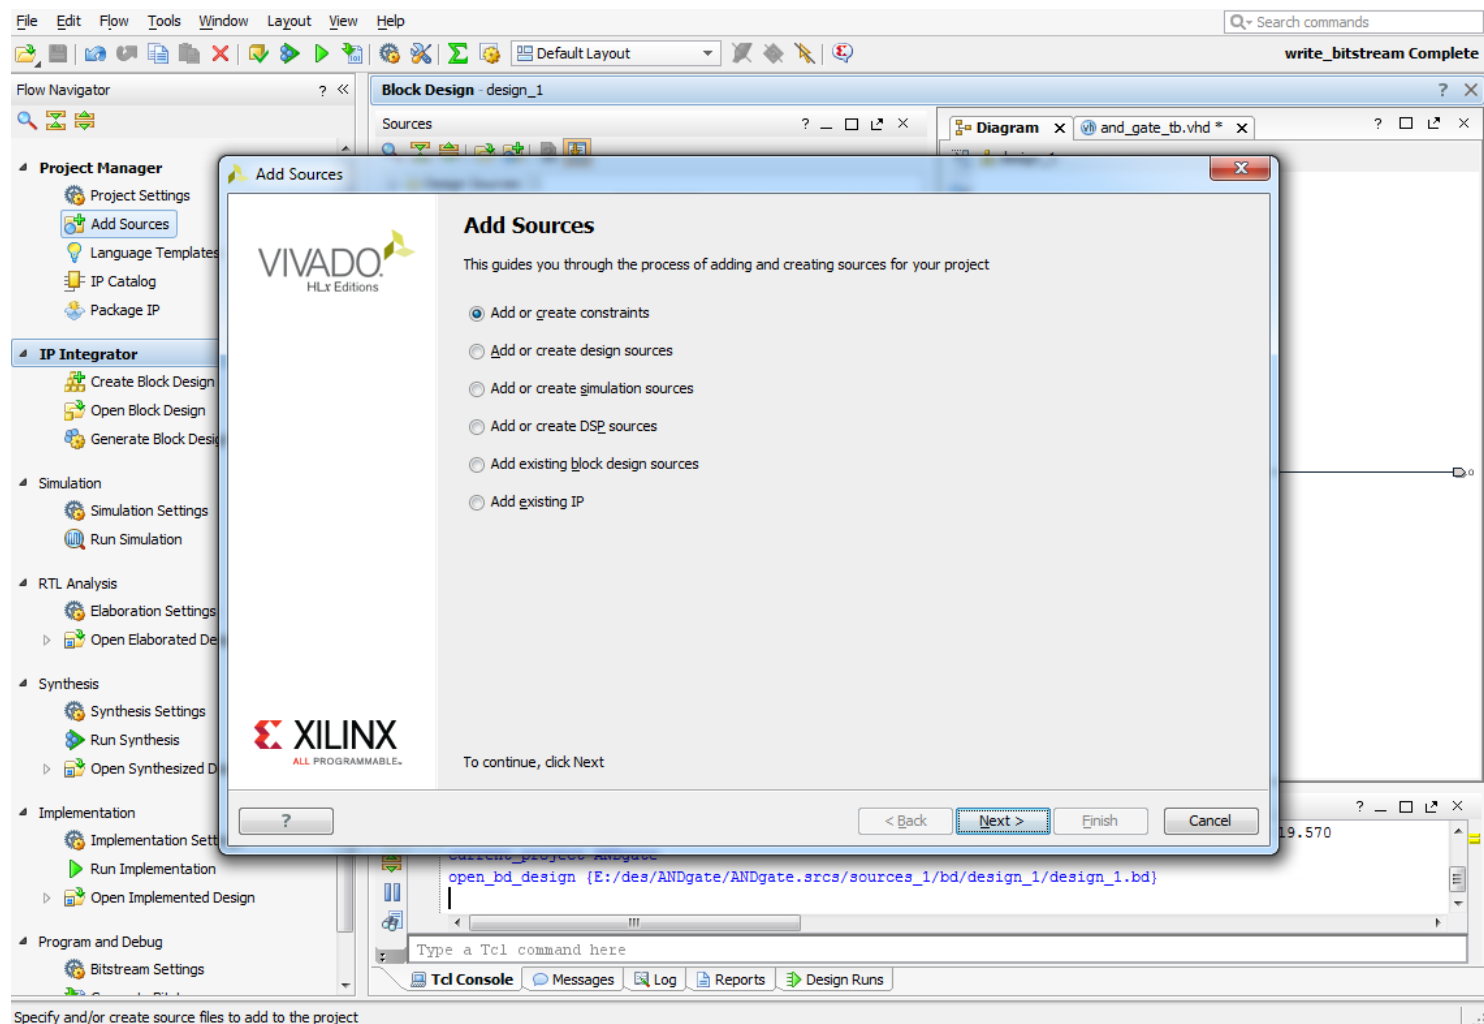 File Edit Flow Tools Window Layout View Help
Search commands
Default Layout
write_bitstream Complete
Flow Navigator ? «
Block Design - design_1
Sources
Diagram
and_gate_tb.vhd *
Project Manager
Project Settings
Add Sources
Language Templates
IP Catalog
Package IP
IP Integrator
Create Block Design
Open Block Design
Generate Block Desig
Simulation
Simulation Settings
Run Simulation
RTL Analysis
Elaboration Settings
Open Elaborated De
Synthesis
Synthesis Settings
Run Synthesis
Open Synthesized D
Implementation
Implementation Sett
Run Implementation
Open Implemented Design
Program and Debug
Bitstream Settings
Add Sources
VIVADO.
HLx Editions
XILINX
ALL PROGRAMMABLE.
Add Sources
This guides you through the process of adding and creating sources for your project
Add or create constraints
Add or create design sources
Add or create simulation sources
Add or create DSP sources
Add existing block design sources
Add existing IP
To continue, click Next
?
< Back
Next >
Finish
Cancel
19.570
current_project ANDgate
open_bd_design {E:/des/ANDgate/ANDgate.srcs/sources_1/bd/design_1/design_1.bd}
Type a Tcl command here
Tcl Console
Messages
Log
Reports
Design Runs
Specify and/or create source files to add to the project